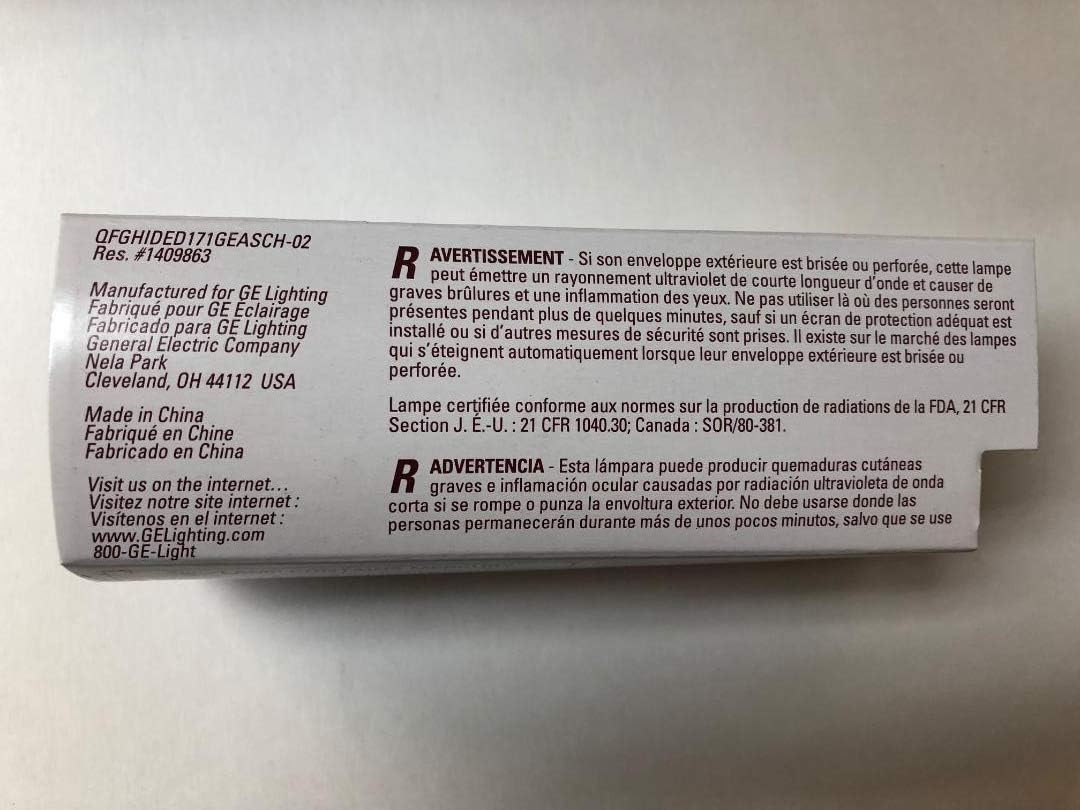 QFGHIDED171GEASCH-02
Res. #1409863
Manufactured for GE Lighting
Fabriqué pour GE Éclairage
Fabricado para GE Lighting
General Electric Company
Nela Park
Cleveland, OH 44112 USA
Made in China
Fabriqué en Chine
Fabricado en China
Visit us on the internet...
Visitez notre site internet :
Visítenos en el internet :
www.GELighting.com
800-GE-Light
R AVERTISSEMENT - Si son enveloppe extérieure est brisée ou perforée, cette lampe
peut émettre un rayonnement ultraviolet de courte longueur d'onde et causer de
graves brûlures et une inflammation des yeux. Ne pas utiliser là où des personnes seront
présentes pendant plus de quelques minutes, sauf si un écran de protection adéquat est
installé ou si d'autres mesures de sécurité sont prises. Il existe sur le marché des lampes
qui s'éteignent automatiquement lorsque leur enveloppe extérieure est brisée ou
perforée.
Lampe certifiée conforme aux normes sur la production de radiations de la FDA, 21 CFR
Section J. É.-U. : 21 CFR 1040.30; Canada : SOR/80-381.
R ADVERTENCIA - Esta lámpara puede producir quemaduras cutáneas
graves e inflamación ocular causadas por radiación ultravioleta de onda
corta si se rompe o punza la envoltura exterior. No debe usarse donde las
personas permanecerán durante más de unos pocos minutos, salvo que se use